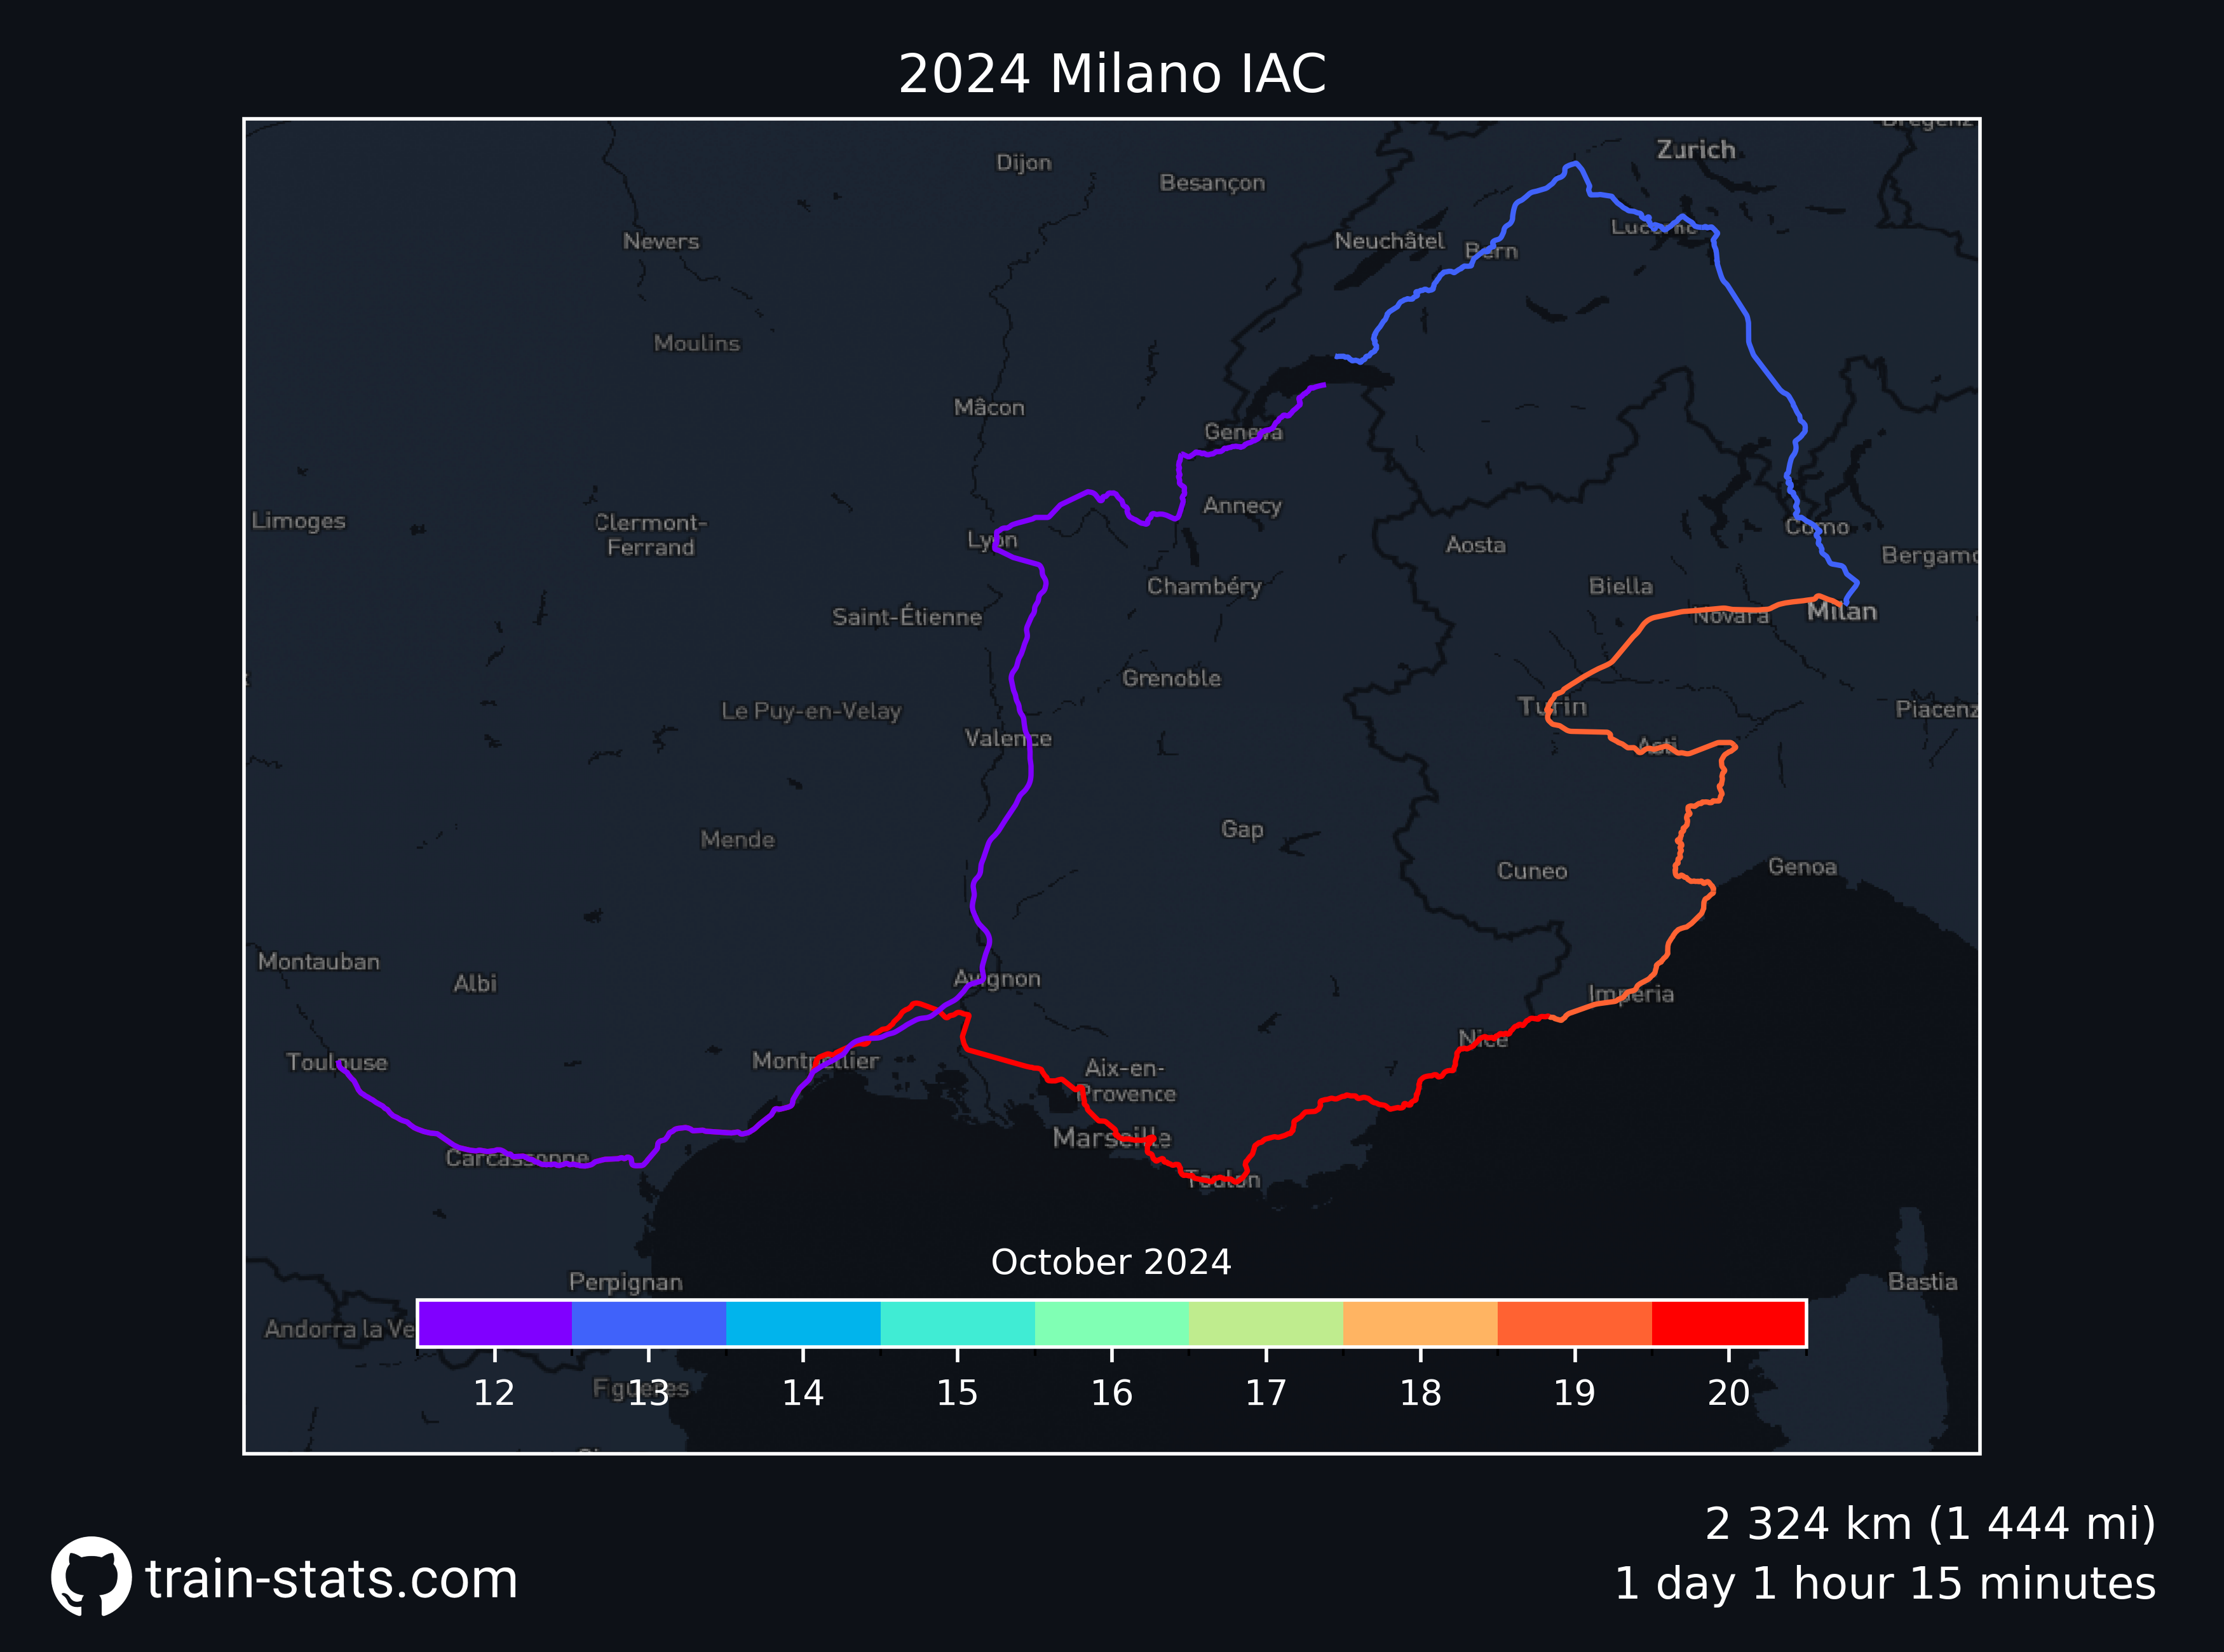 2024 Milano IAC
Bregenz
Zurich
Dijon
Besançon
Nevers
Neuchâtel
Bern
Lucerne
Moulins
Mâcon
Geneva
Limoges
Clermont-
Ferrand
Lyon
Annecy
Aosta
Como
Bergamo
Chambéry
Biella
Saint-Étienne
Novara
Milan
Grenoble
Le Puy-en-Velay
Turin
Piacenz
Valence
Asti
Mende
Gap
Cuneo
Genoa
Montauban
Albi
Avignon
Imperia
Toulouse
Montpellier
Nice
Aix-en-
Provence
Marseille
Carcassonne
Toulon
October 2024
Perpignan
Bastia
Andorra la Ve
Figueres
12 13 14 15 16 17 18 19 20
2 324 km (1 444 mi)
train-stats.com
1 day 1 hour 15 minutes